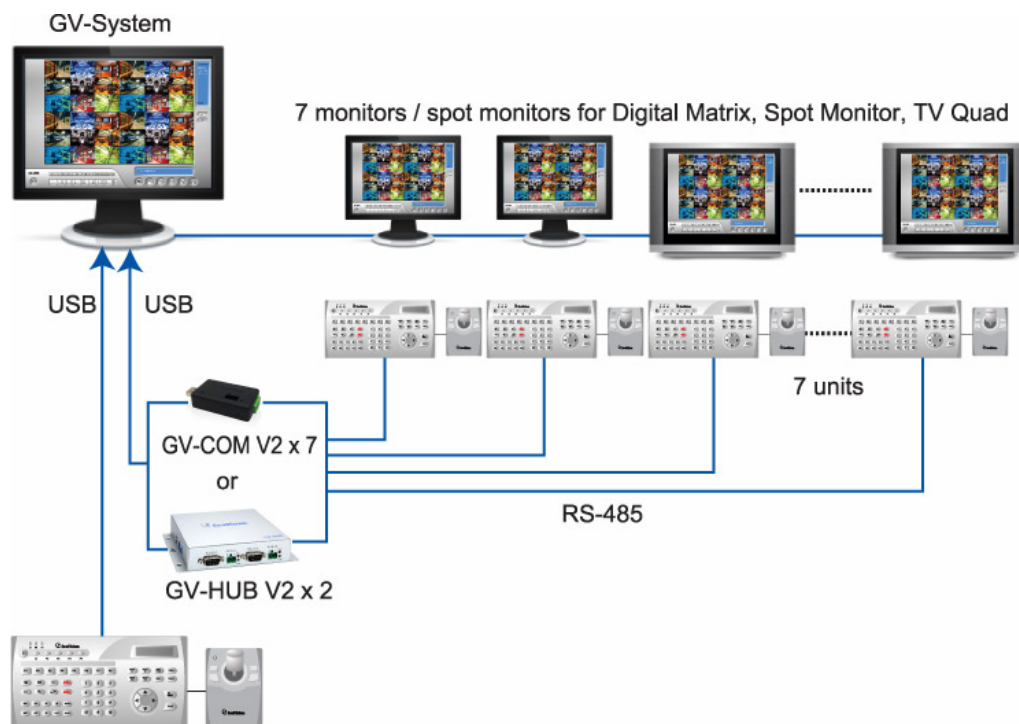 GV-System
7 monitors / spot monitors for Digital Matrix, Spot Monitor, TV Quad
USB
USB
7 units
GV-COM V2 x 7
or
RS-485
GV-HUB V2 x 2